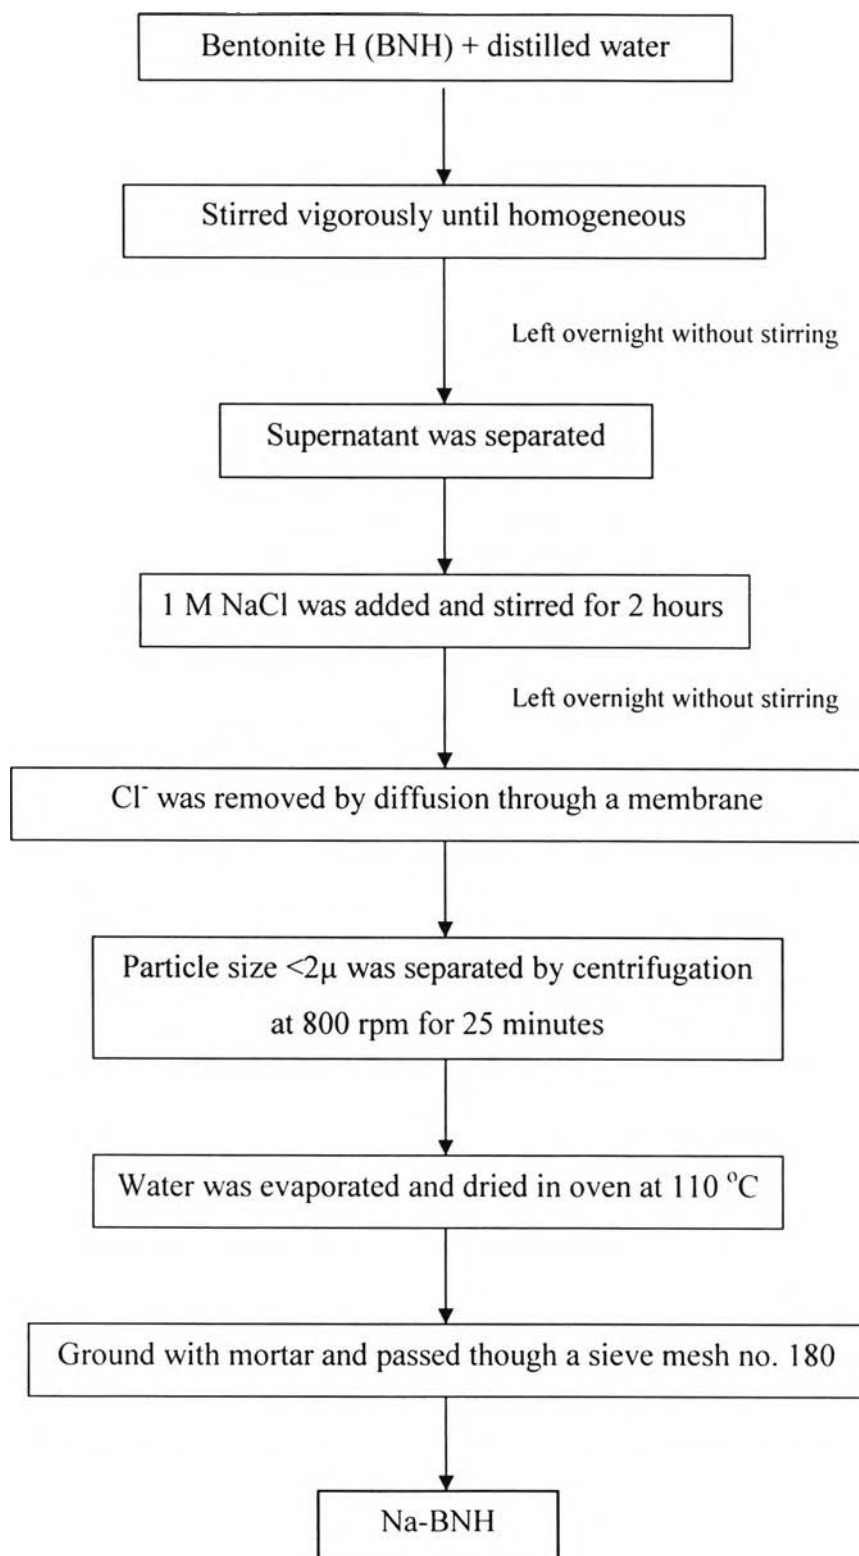 Bentonite H (BNH) + distilled water
Stirred vigorously until homogeneous
Left overnight without stirring
Supernatant was separated
1 M NaCl was added and stirred for 2 hours
Left overnight without stirring
Cl⁻ was removed by diffusion through a membrane
Particle size <2μ was separated by centrifugation
at 800 rpm for 25 minutes
Water was evaporated and dried in oven at 110 °C
Ground with mortar and passed though a sieve mesh no. 180
Na-BNH